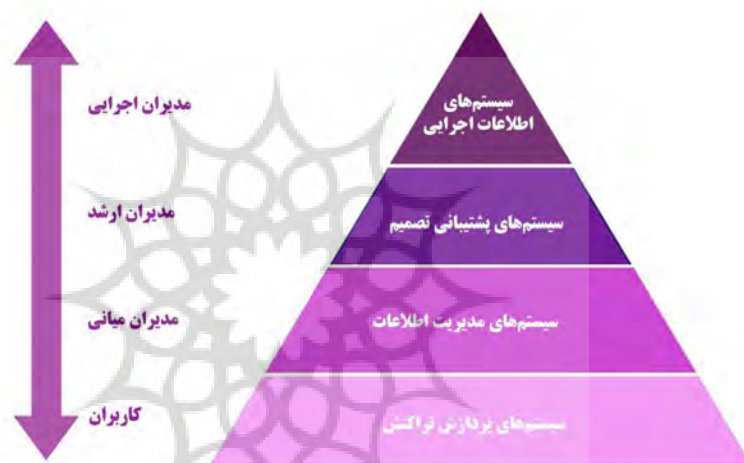 مدیران اجرایی
سیستم‌های
اطلاعات اجرایی
مدیران ارشد
سیستم‌های پشتیبانی تصمیم
مدیران میانی
سیستم‌های مدیریت اطلاعات
کاربران
سیستم‌های پردازش تراکنش